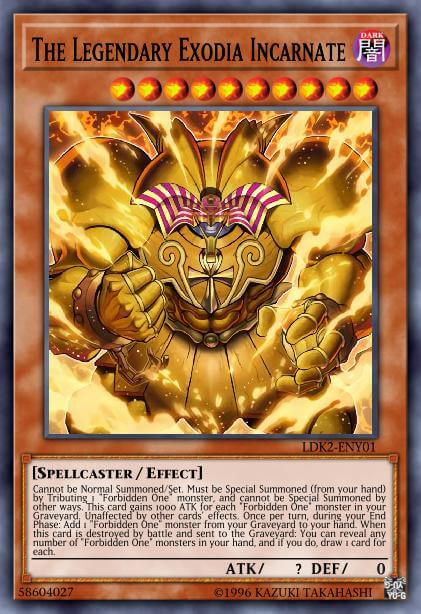 The Legendary Exodia Incarnate
DARK
闇
LDK2-ENY01
[Spellcaster / Effect]
Cannot be Normal Summoned/Set. Must be Special Summoned (from your hand)
by Tributing 1 "Forbidden One" monster, and cannot be Special Summoned by
other ways. This card gains 1000 ATK for each "Forbidden One" monster in your
Graveyard. Unaffected by other cards' effects. Once per turn, during your End
Phase: Add 1 "Forbidden One" monster from your Graveyard to your hand. When
this card is destroyed by battle and sent to the Graveyard: You can reveal any
number of "Forbidden One" monsters in your hand, and if you do, draw 1 card for
each.
ATK/ ? DEF/ 0
58604027 ©1996 KAZUKI TAKAHASHI